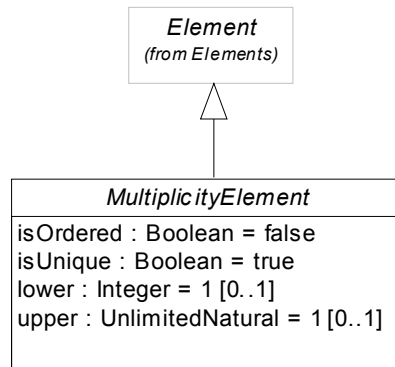 Element
(from Elements)
MultiplicityElement
isOrdered : Boolean = false
isUnique : Boolean = true
lower : Integer = 1 [0..1]
upper : UnlimitedNatural = 1 [0..1]